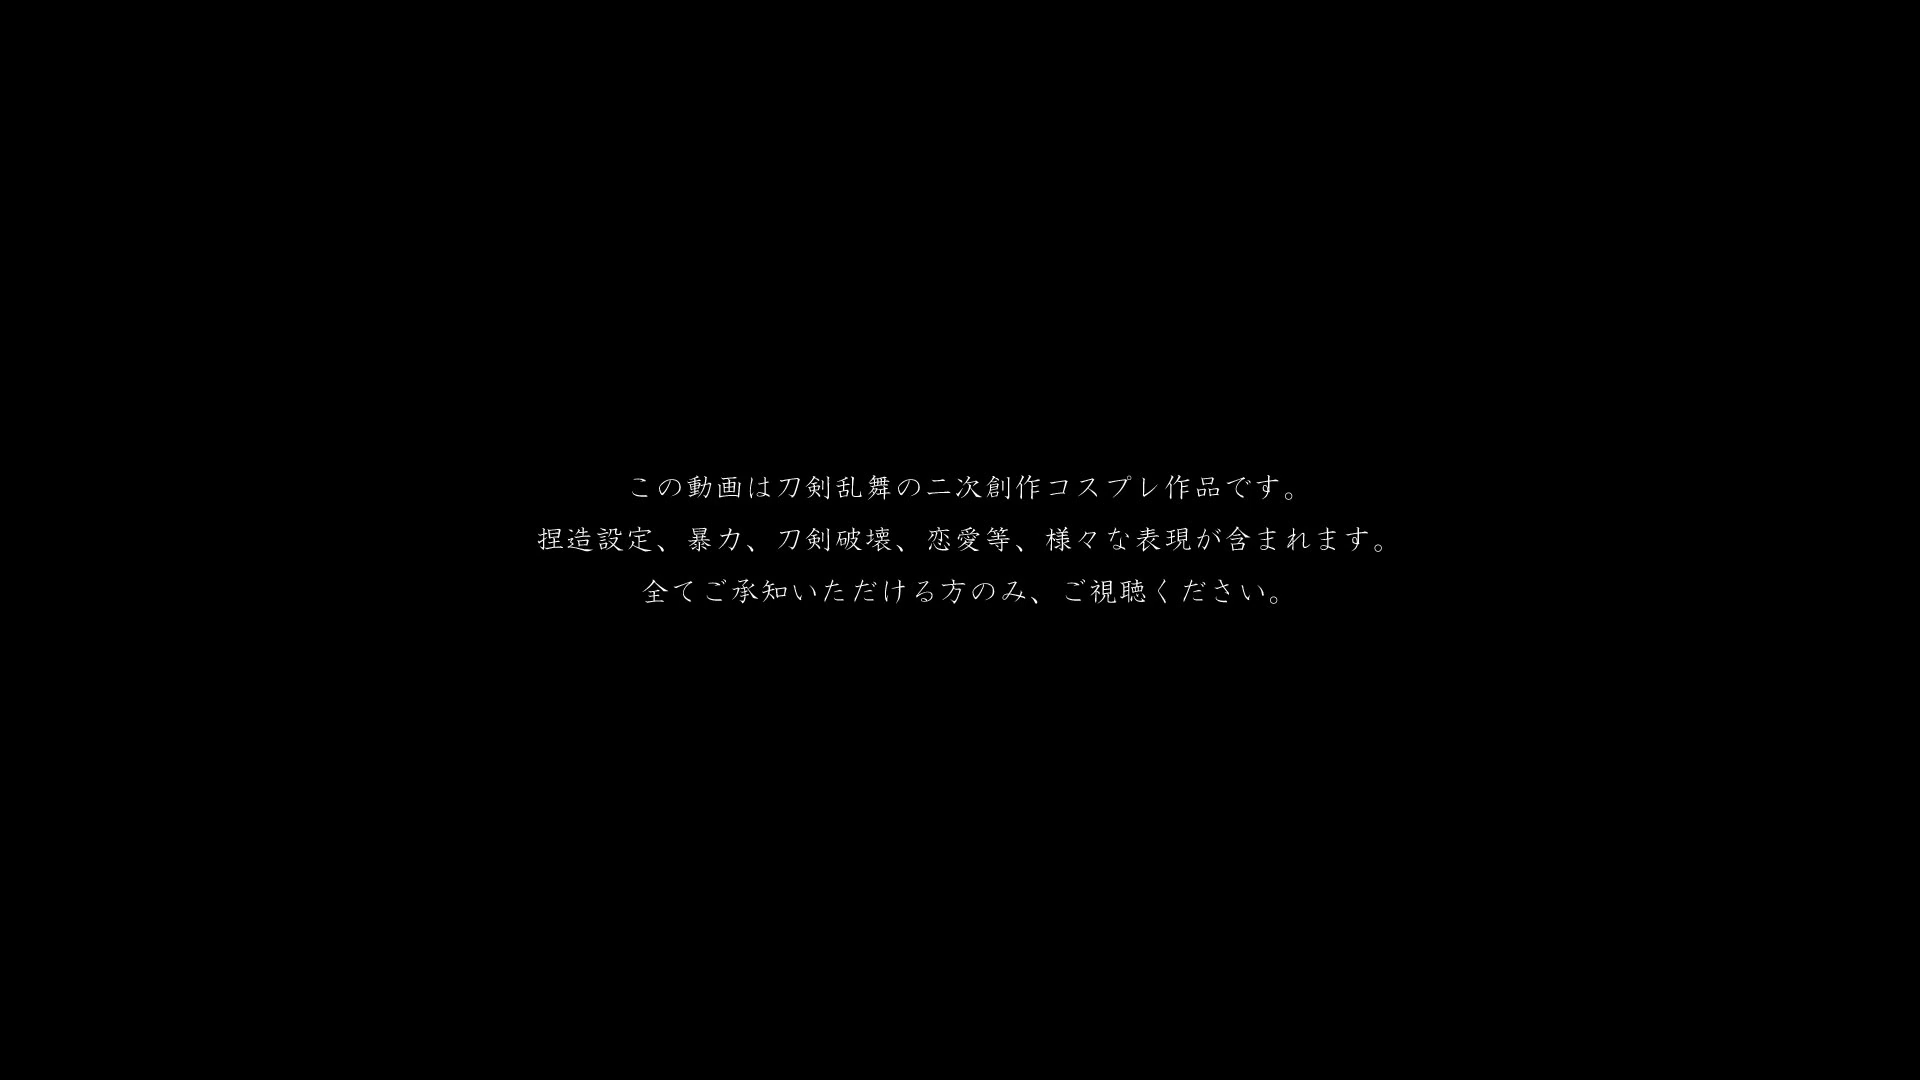 この動画は刀剣乱舞の二次創作コスプレ作品です。
捏造設定、暴力、刀剣破壊、恋愛等、様々な表現が含まれます。
全てご承知いただける方のみ、ご視聴ください。